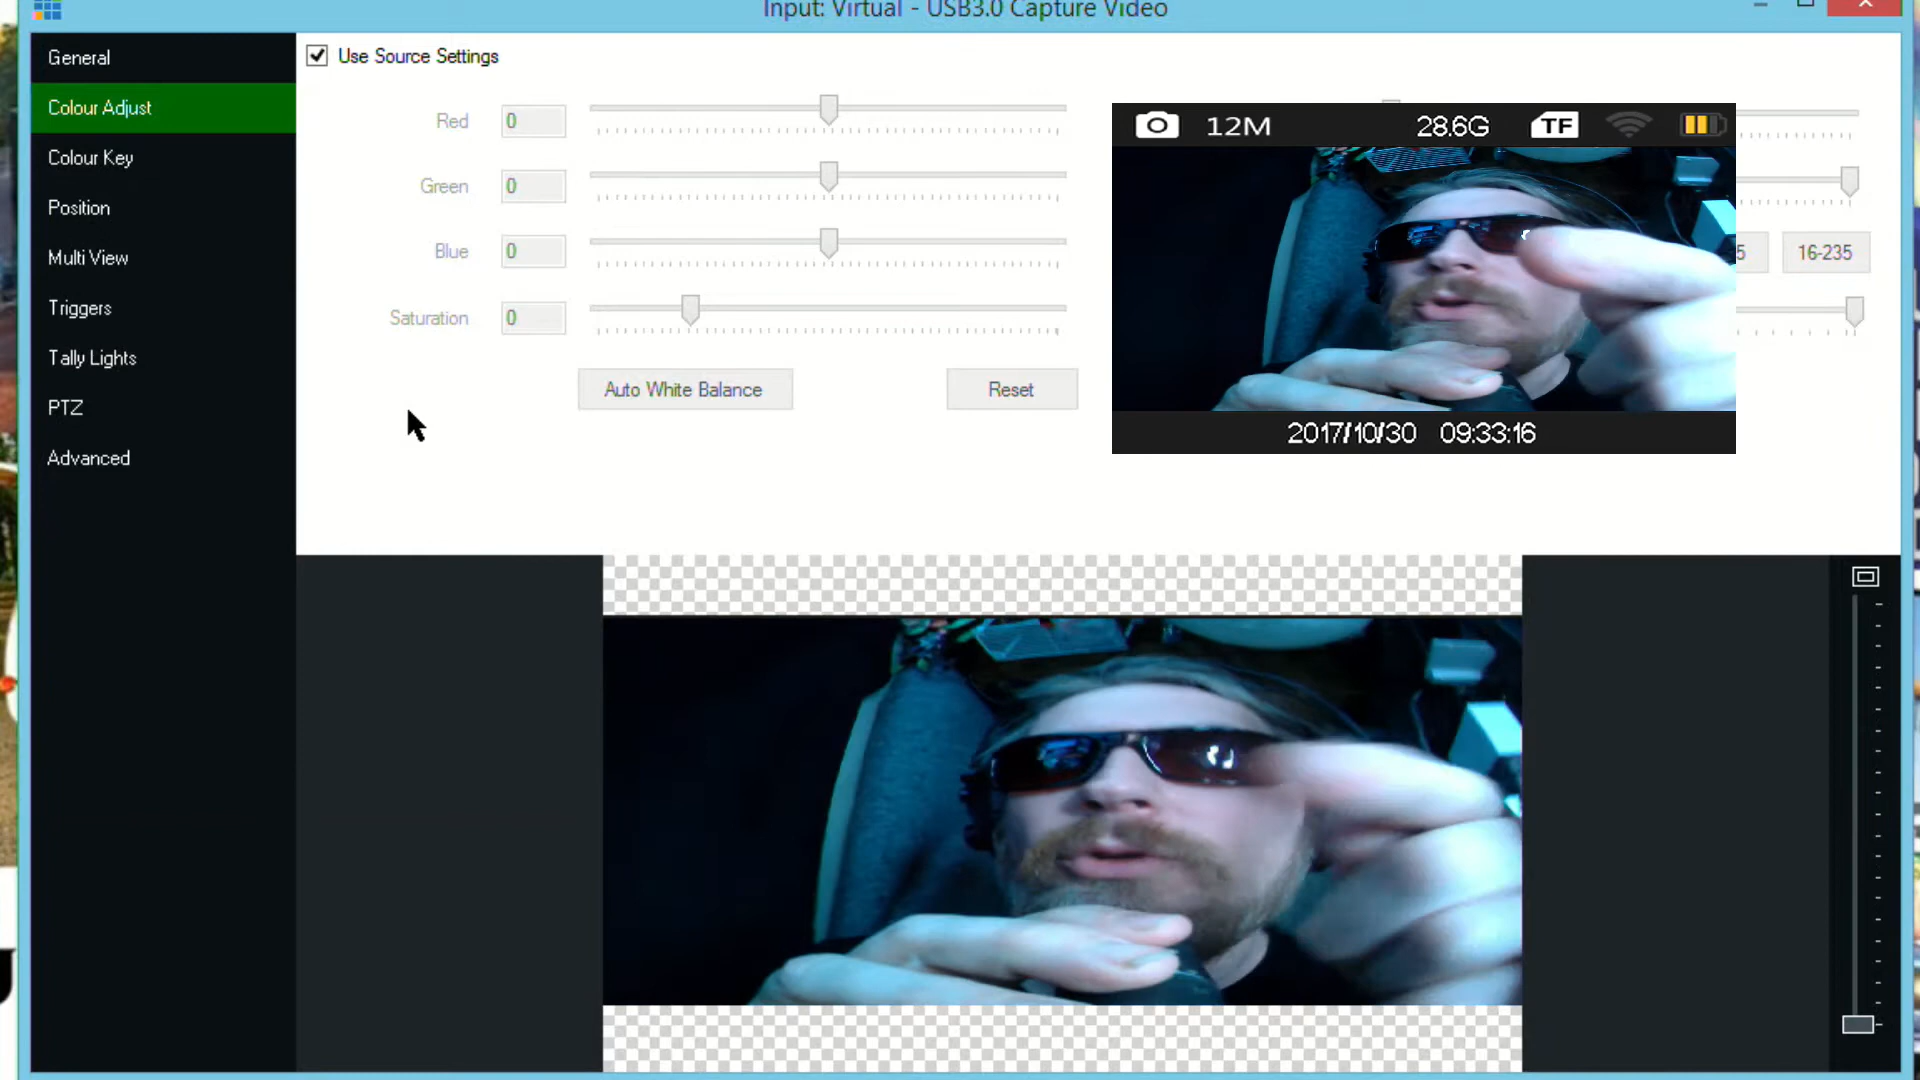 Input: Virtual - USB3.0 Capture Video
General
Colour Adjust
Colour Key
Position
Multi View
Triggers
Tally Lights
PTZ
Advanced
Use Source Settings
Red 0
Green 0
Blue 0
Saturation 0
Auto White Balance Reset
12M 28.6G TF
5 16-235
2017/10/30 09:33:16